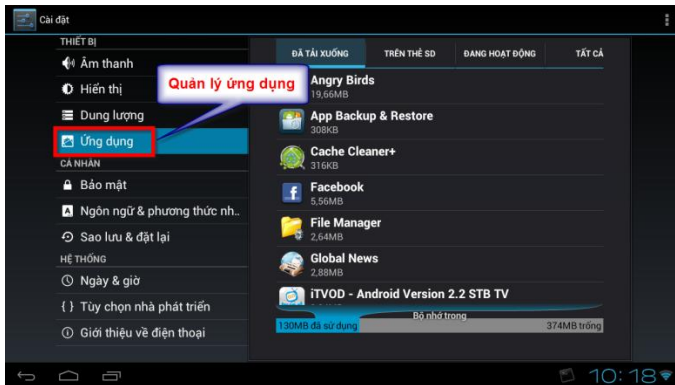 Cài đặt
THIẾT BỊ
Âm thanh
Hiển thị
Dung lượng
Ứng dụng
CÁ NHÂN
Bảo mật
Ngôn ngữ & phương thức nh..
Sao lưu & đặt lại
HỆ THỐNG
Ngày & giờ
{ } Tùy chọn nhà phát triển
Giới thiệu về điện thoại
Quản lý ứng dụng
ĐÃ TẢI XUỐNG TRÊN THẺ SD ĐANG HOẠT ĐỘNG TẤT CẢ
Angry Birds
19,66MB
App Backup & Restore
308KB
Cache Cleaner+
316KB
Facebook
5,56MB
File Manager
2,64MB
Global News
2,88MB
iTVOD - Android Version 2.2 STB TV
Bộ nhớ trong
130MB đã sử dụng 374MB trống
10:18